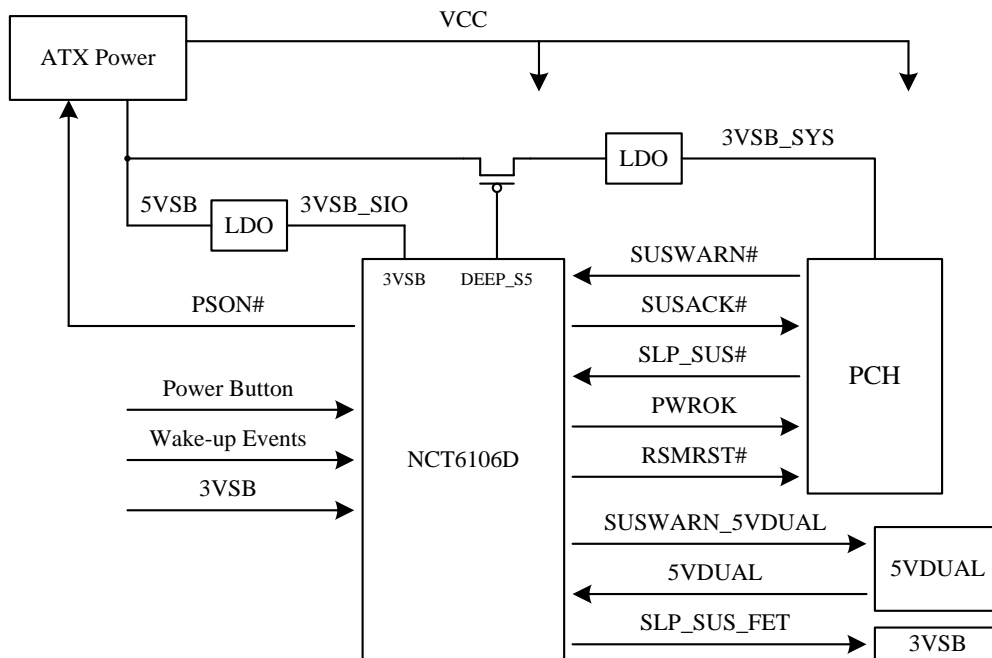 VCC
ATX Power
3VSB_SYS
LDO
5VSB
3VSB_SIO
LDO
SUSWARN#
3VSB
DEEP_S5
PSON#
SUSACK#
SLP_SUS#
PCH
Power Button
PWROK
Wake-up Events
NCT6106D
RSMRST#
3VSB
SUSWARN_5VDUAL
5VDUAL
5VDUAL
SLP_SUS_FET
3VSB